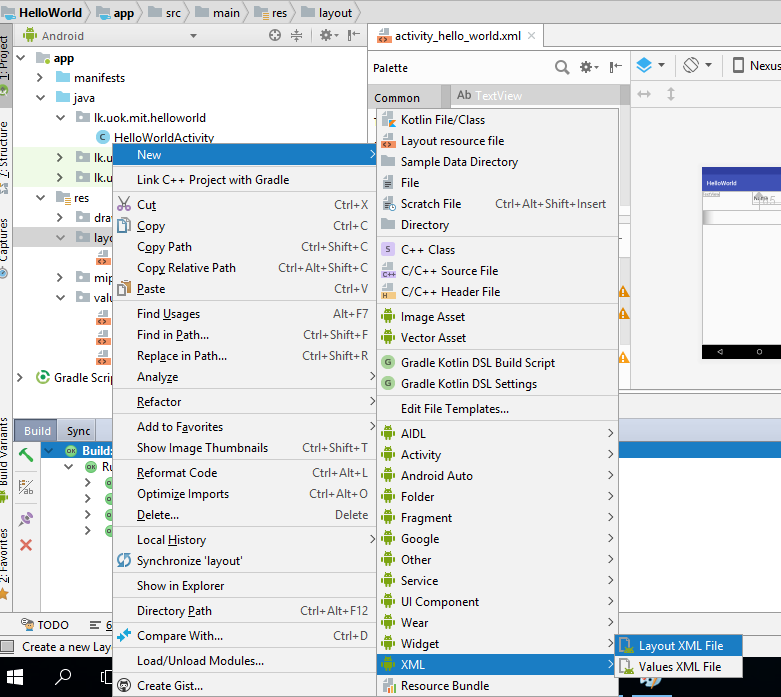 HelloWorld app src main res layout
Android
activity_hello_world.xml
1: Project
app
manifests
java
lk.uok.mit.helloworld
HelloWorldActivity
lk.u
lk.u
res
dra
layo
mip
valu
Gradle Scrip
Palette
Nexus
Common
Ab TextView
HelloWorld
7: Structure
Captures
Build Variants
2: Favorites
New
Link C++ Project with Gradle
Cut Ctrl+X
Copy Ctrl+C
Copy Path Ctrl+Shift+C
Copy Relative Path Ctrl+Alt+Shift+C
Paste Ctrl+V
Find Usages Alt+F7
Find in Path... Ctrl+Shift+F
Replace in Path... Ctrl+Shift+R
Analyze
Refactor
Add to Favorites
Show Image Thumbnails Ctrl+Shift+T
Reformat Code Ctrl+Alt+L
Optimize Imports Ctrl+Alt+O
Delete... Delete
Local History
Synchronize 'layout'
Show in Explorer
Directory Path Ctrl+Alt+F12
Compare With... Ctrl+D
Load/Unload Modules...
Create Gist...
Kotlin File/Class
Layout resource file
Sample Data Directory
File
Scratch File Ctrl+Alt+Shift+Insert
Directory
S C++ Class
C/C++ Source File
C/C++ Header File
Image Asset
Vector Asset
G Gradle Kotlin DSL Build Script
G Gradle Kotlin DSL Settings
Edit File Templates...
AIDL
Activity
Android Auto
Folder
Fragment
Google
Other
Service
UI Component
Wear
Widget
XML
Resource Bundle
Layout XML File
Values XML File
Build Sync
Build:
Ru
TODO
6
Create a new Lay